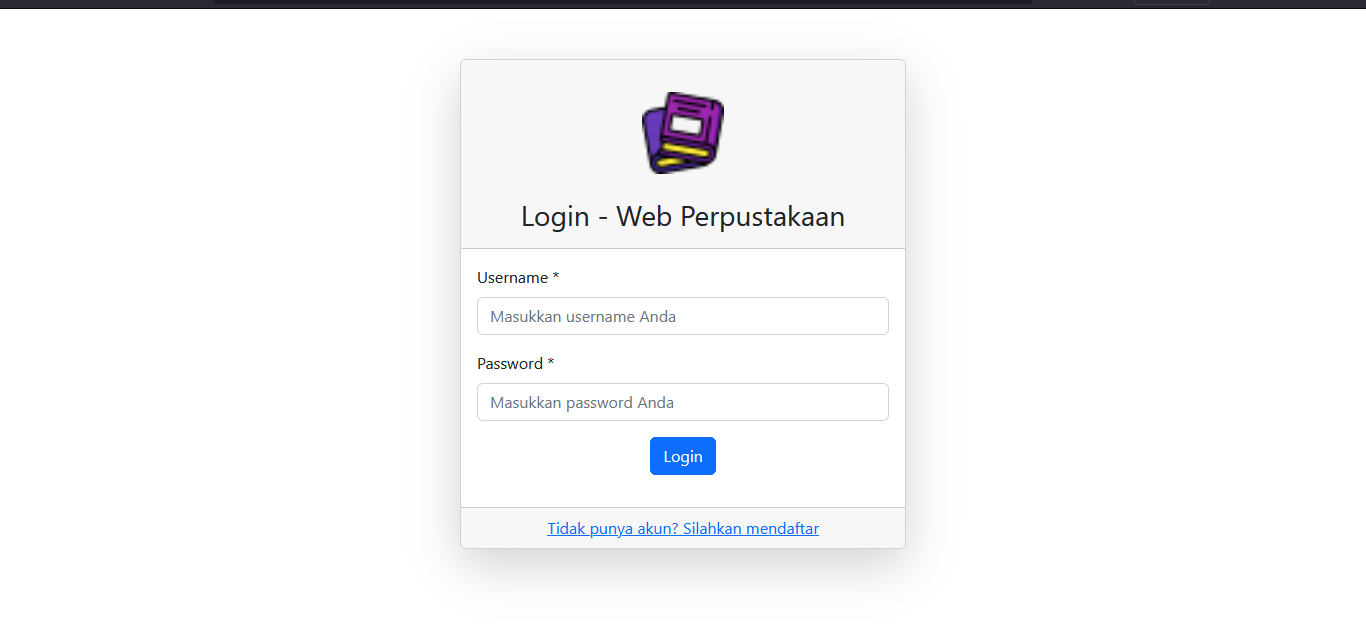 Login - Web Perpustakaan
Username *
Masukkan username Anda
Password *
Masukkan password Anda
Login
Tidak punya akun? Silahkan mendaftar